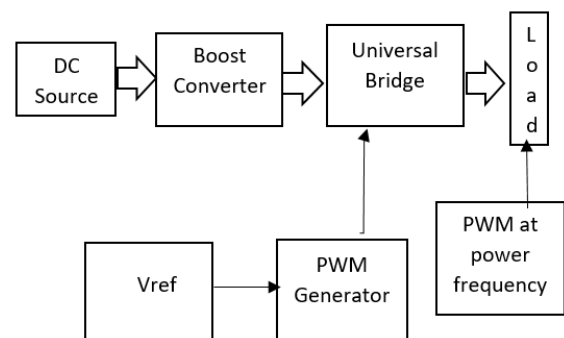 DC
Source
Boost
Converter
Universal
Bridge
L
o
a
d
Vref
PWM
Generator
PWM at
power
frequency